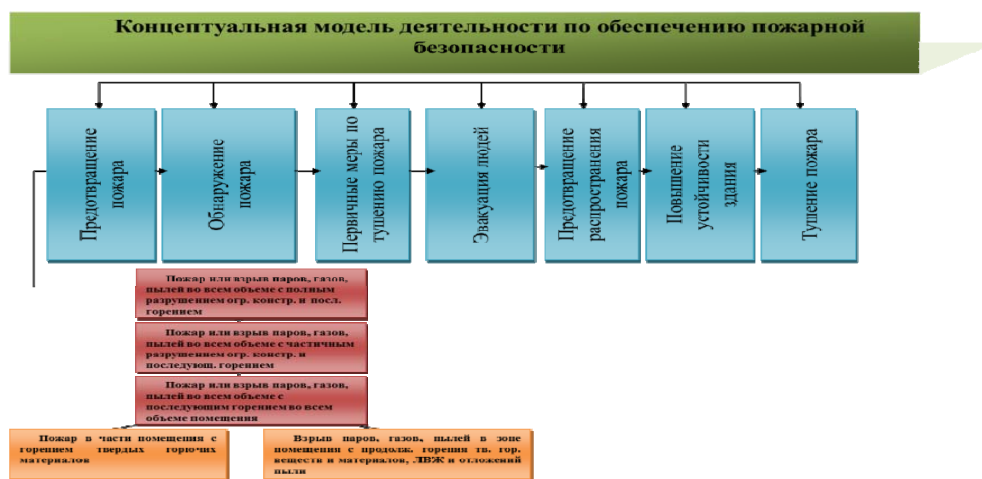 Концептуальная модель деятельности по обеспечению пожарной
безопасности
Предотвращение
пожара
Обнаружение
пожара
Первичные меры по
тушению пожара
Эвакуация людей
Предотвращение
распространения
пожара
Повышение
устойчивости
здания
Тушение пожара
Пожар или взрыв паров, газов,
пылей во всем объеме с полным
разрушением огр. констр. и посл.
горением
Пожар или взрыв паров, газов,
пылей во всем объеме с частичным
разрушением огр. констр. и
последующ. горением
Пожар или взрыв паров, газов,
пылей во всем объеме с
последующим горением во всем
объеме помещения
Пожар в части помещения с
горением твердых горючих
материалов
Взрыв паров, газов, пылей в зоне
помещения с продолж. горения тв. гор.
веществ и материалов, ЛВЖ и отложений
пыли